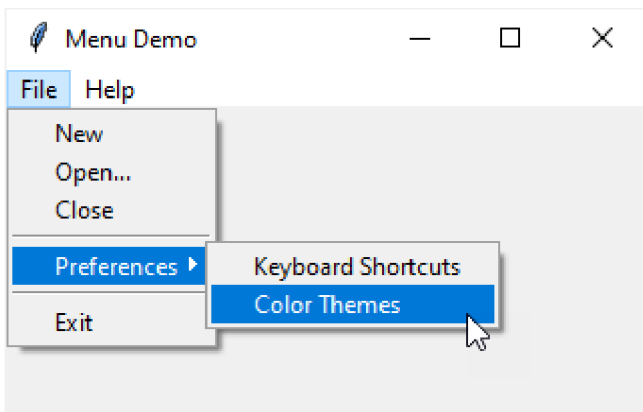 Menu Demo
File Help
New
Open...
Close
Preferences
Keyboard Shortcuts
Color Themes
Exit